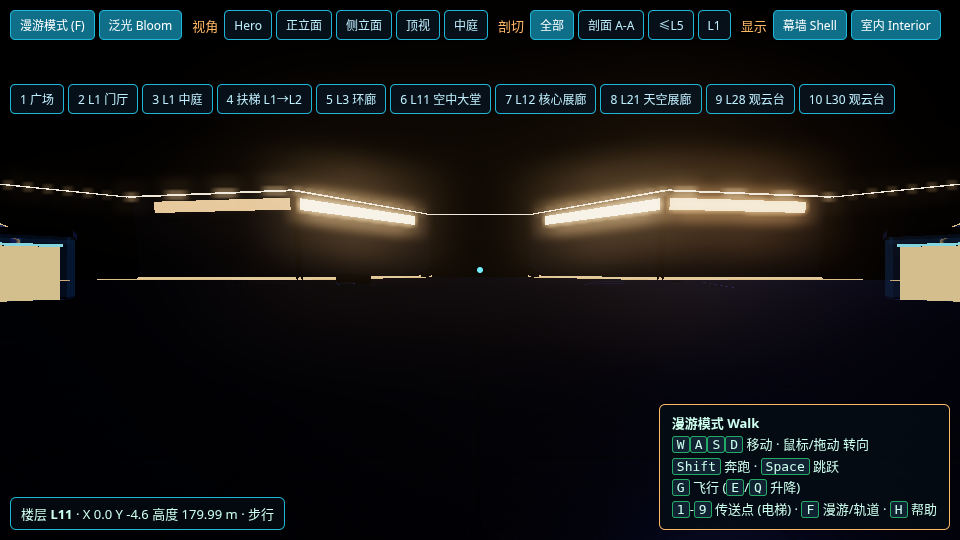 漫游模式 (F) 泛光 Bloom 视角 Hero 正立面 侧立面 顶视 中庭 剖切 全部 剖面 A-A ≤L5 L1 显示 幕墙 Shell 室内 Interior
1 广场 2 L1 门厅 3 L1 中庭 4 扶梯 L1→L2 5 L3 环廊 6 L11 空中大堂 7 L12 核心展廊 8 L21 天空展廊 9 L28 观云台 10 L30 观云台
漫游模式 Walk
W A S D 移动 · 鼠标/拖动 转向
Shift 奔跑 · Space 跳跃
G 飞行 (E/Q 升降)
1-9 传送点 (电梯) · F 漫游/轨道 · H 帮助
楼层 L11 · X 0.0 Y -4.6 高度 179.99 m · 步行